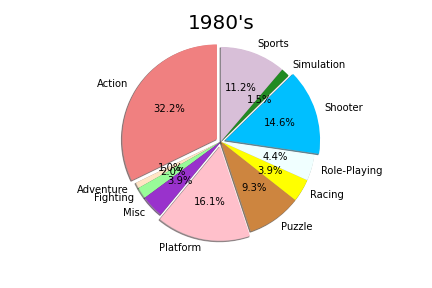 1980's
Sports
Simulation
Action
11.2%
1.5%
32.2%
14.6%
Shooter
4.4%
1.0%
2.0%
3.9%
Role-Playing
3.9%
Adventure
Fighting
9.3%
Racing
Misc
16.1%
Puzzle
Platform